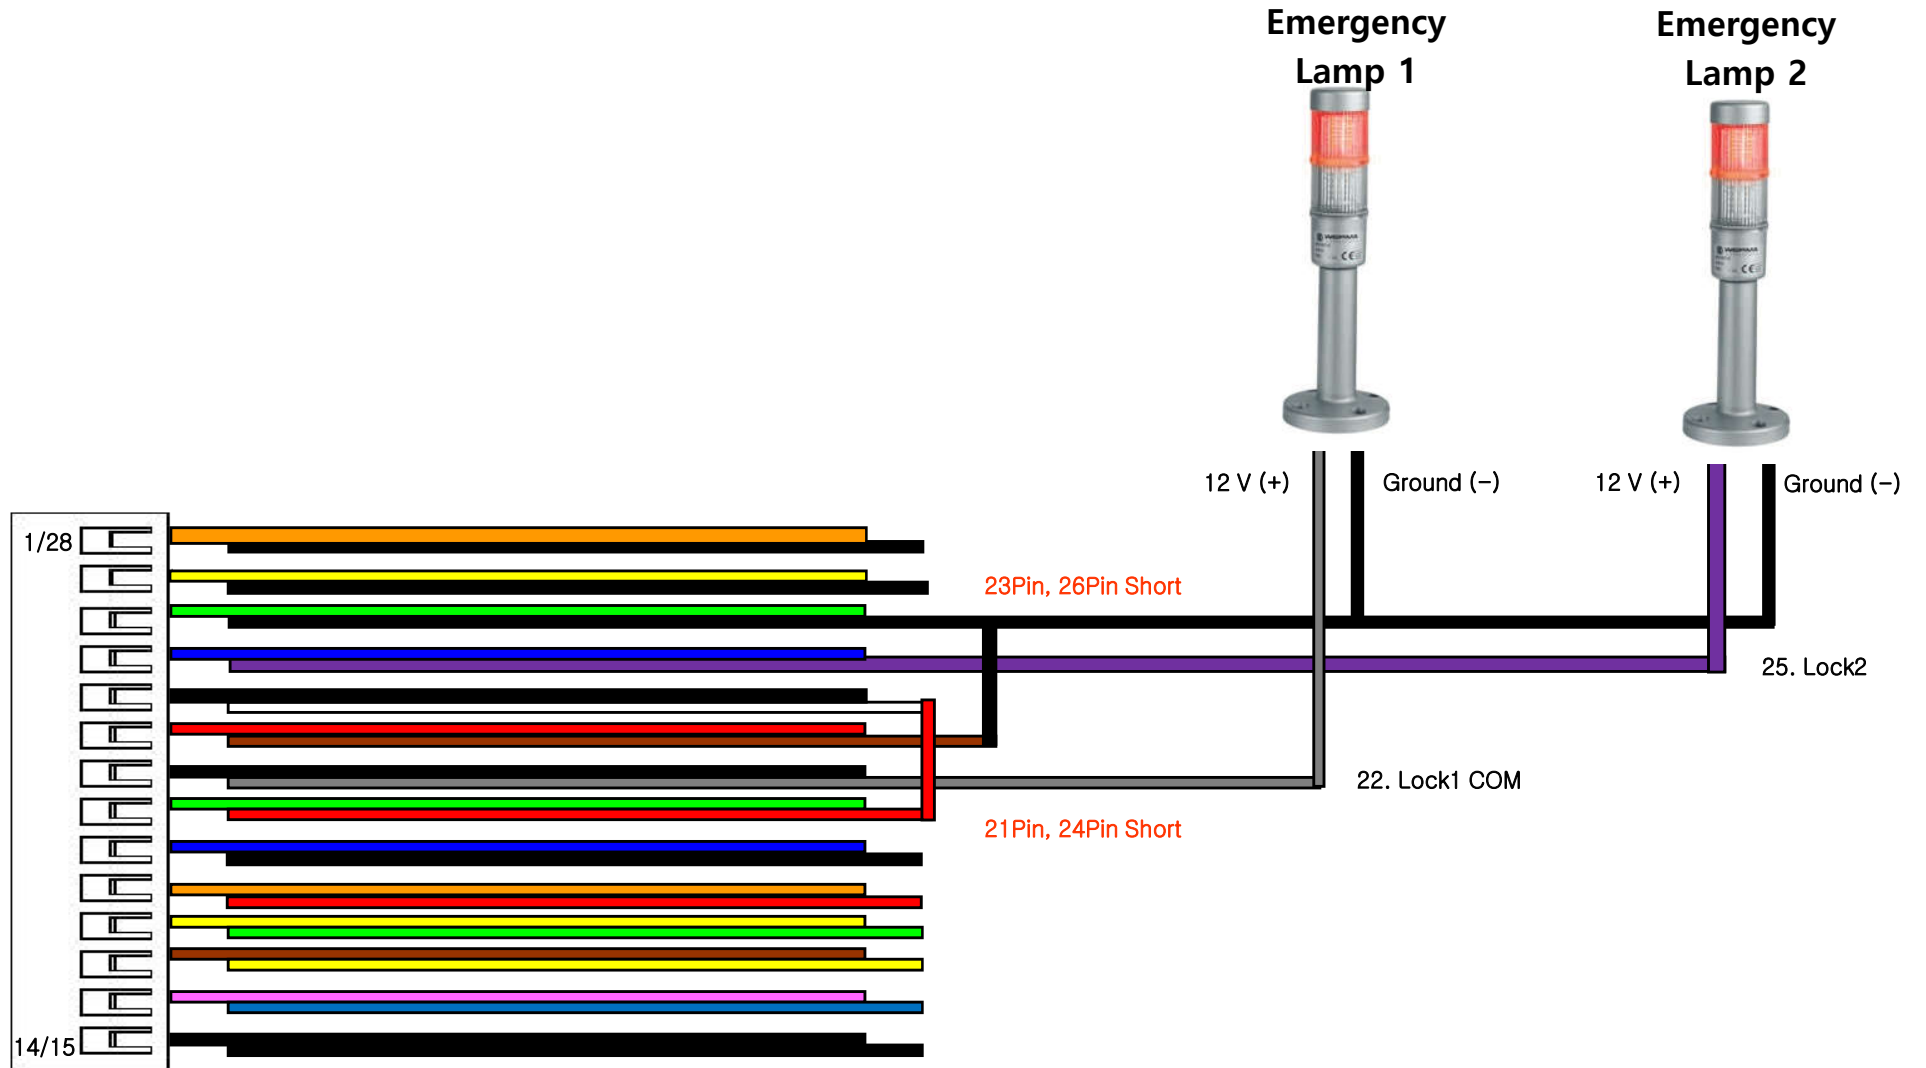 Emergency
Lamp 1
Emergency
Lamp 2
12 V (+)
Ground (-)
12 V (+)
Ground (-)
1/28
23Pin, 26Pin Short
25. Lock2
22. Lock1 COM
21Pin, 24Pin Short
14/15